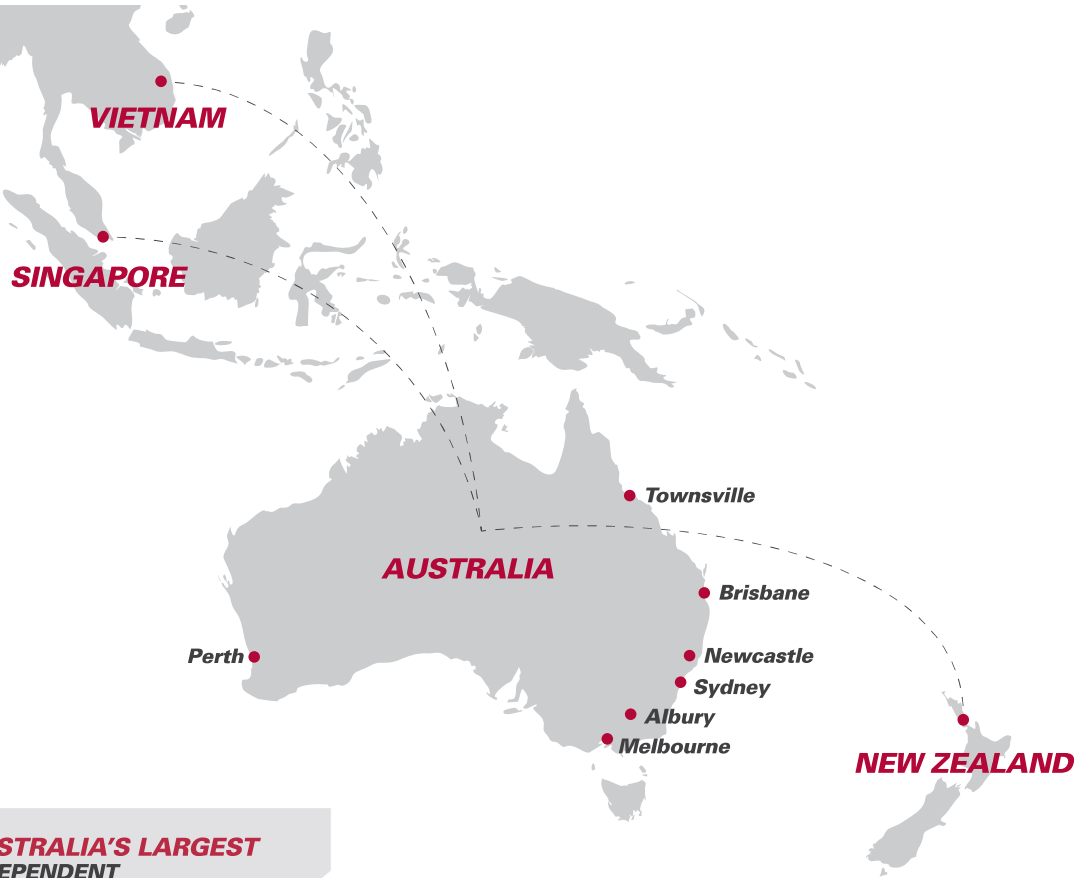 VIETNAM
SINGAPORE
Townsville
AUSTRALIA
Brisbane
Perth
Newcastle
Sydney
Albury
Melbourne
NEW ZEALAND
STRALIA'S LARGEST
EPENDENT